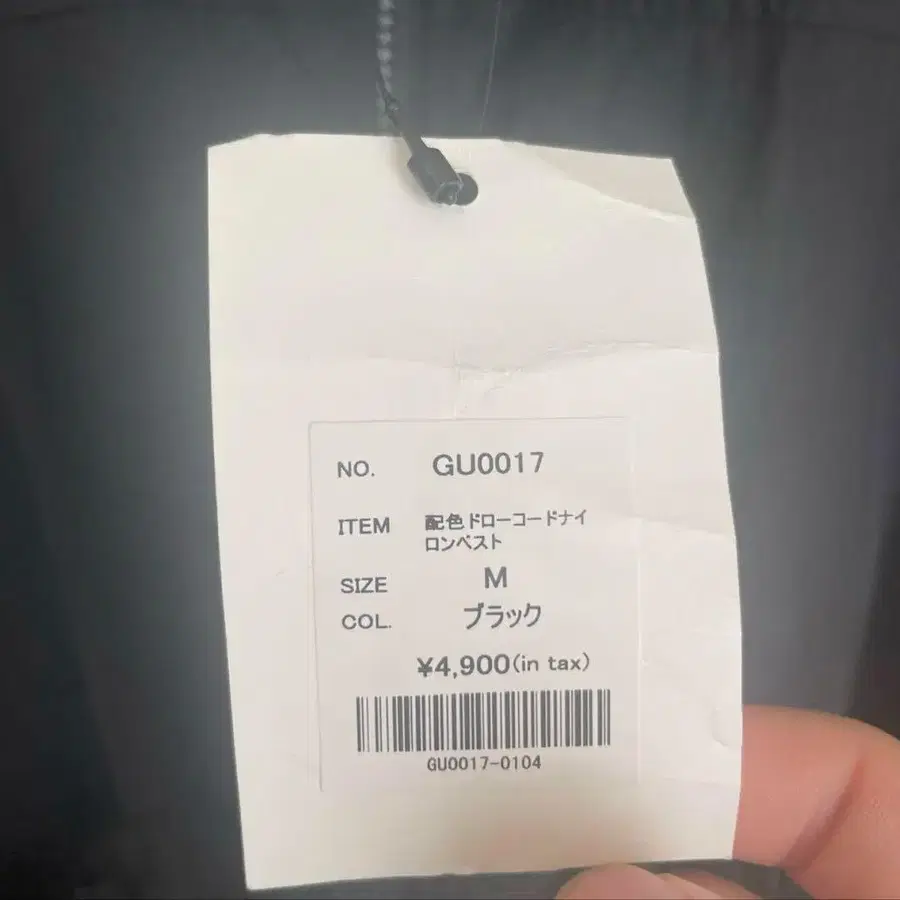 NO. GU0017
ITEM 配色ドローコードナイ
ロンベスト
SIZE M
COL. ブラック
¥4,900(in tax)
GU0017-0104